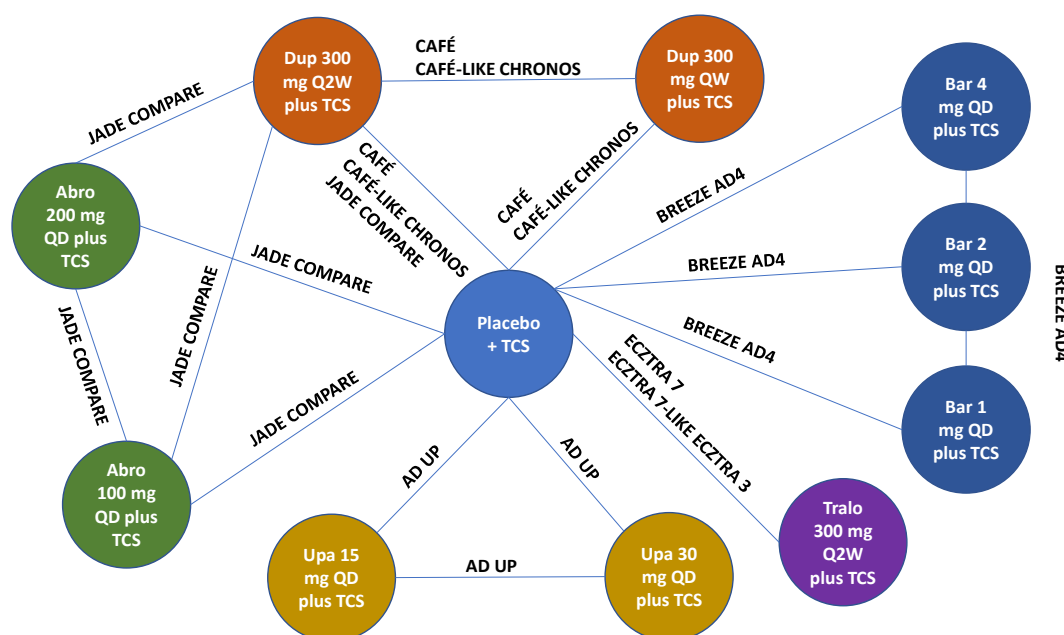 Dup 300
mg Q2W
plus TCS
CAFÉ
CAFÉ-LIKE CHRONOS
Dup 300
mg QW
plus TCS
Bar 4
mg QD
plus TCS
JADE COMPARE
CAFÉ
CAFÉ-LIKE CHRONOS
JADE COMPARE
CAFÉ
CAFÉ-LIKE CHRONOS
BREEZE AD4
Abro
200 mg
QD plus
TCS
JADE COMPARE
BREEZE AD4
Bar 2
mg QD
plus TCS
BREEZE AD4
JADE COMPARE
JADE COMPARE
Placebo
+ TCS
BREEZE AD4
ECZTRA 7
ECZTRA 7-LIKE ECZTRA 3
Bar 1
mg QD
plus TCS
JADE COMPARE
Abro
100 mg
QD plus
TCS
AD UP
AD UP
Tralo
300 mg
Q2W
plus TCS
Upa 15
mg QD
plus TCS
AD UP
Upa 30
mg QD
plus TCS